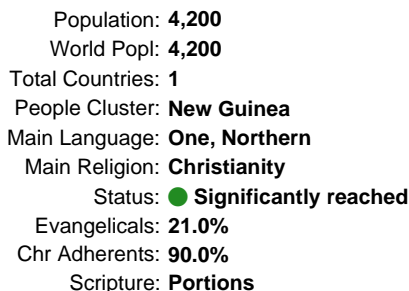 Population: 4,200
World Popl: 4,200
Total Countries: 1
People Cluster: New Guinea
Main Language: One, Northern
Main Religion: Christianity
Status: Significantly reached
Evangelicals: 21.0%
Chr Adherents: 90.0%
Scripture: Portions